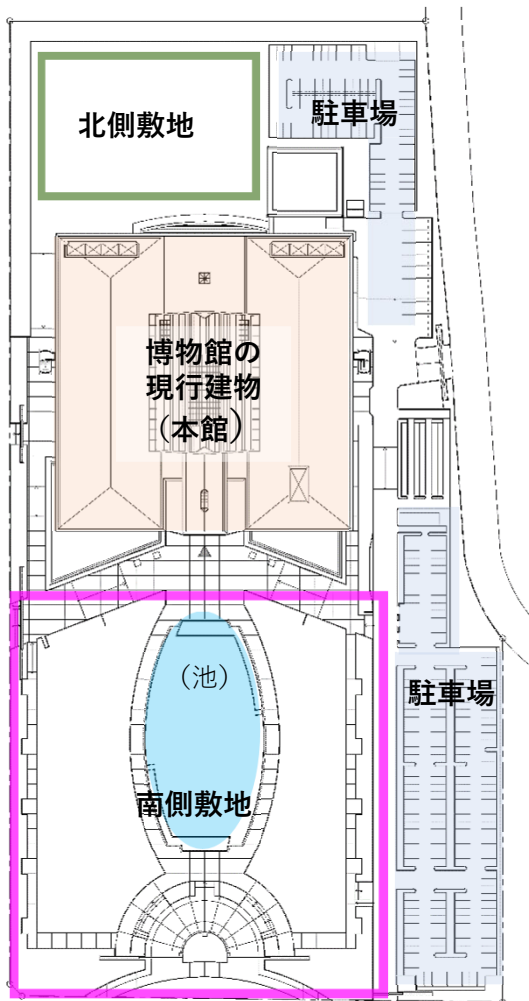 北側敷地
駐車場
博物館の
現行建物
（本館）
（池）
駐車場
南側敷地